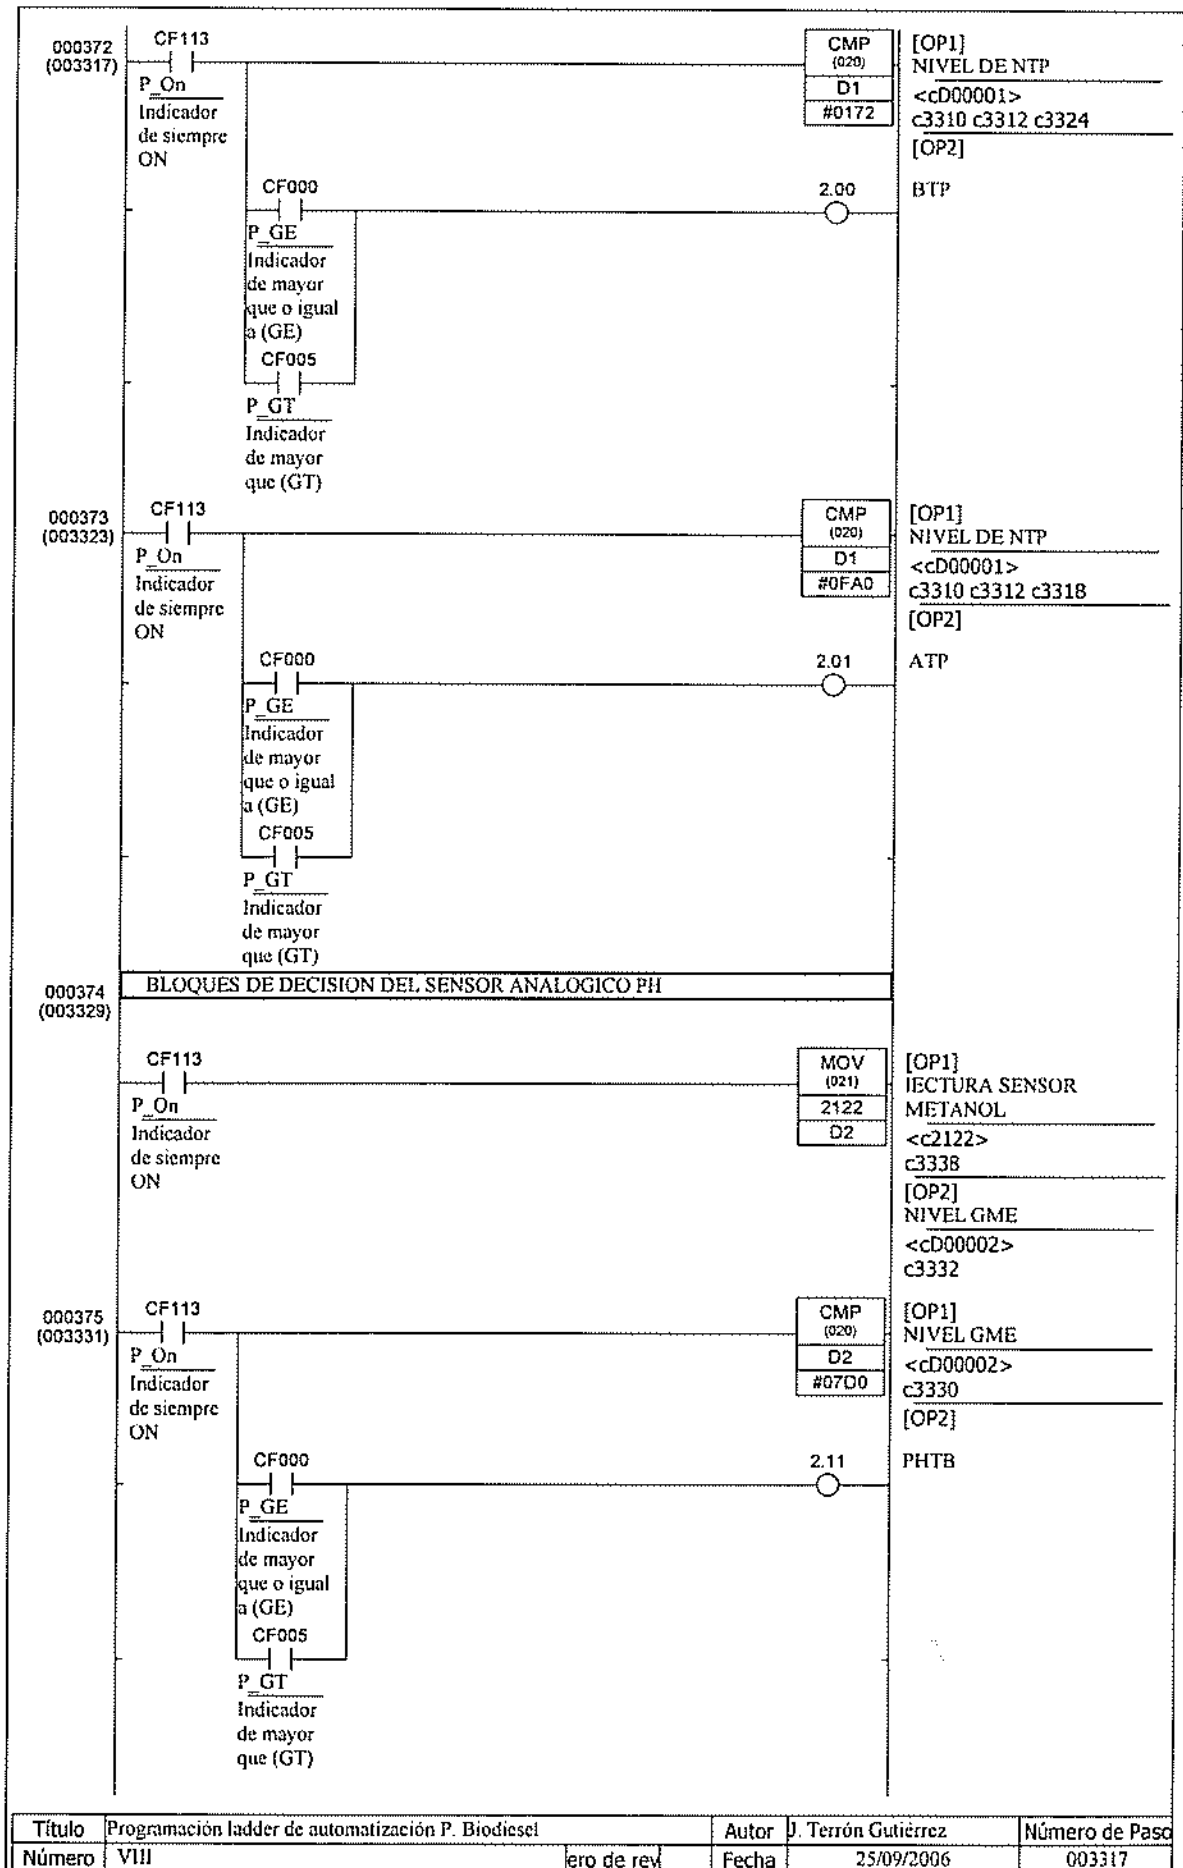 000372
(003317)
CF113
P_On
Indicador
de siempre
ON
CMP
(020)
D1
#0172
[OP1]
NIVEL DE NTP
<cD00001>
c3310 c3312 c3324
[OP2]
CF000
P_GE
Indicador
de mayor
que o igual
a (GE)
2.00
BTP
CF005
P_GT
Indicador
de mayor
que (GT)
000373
(003323)
CF113
P_On
Indicador
de siempre
ON
CMP
(020)
D1
#0FA0
[OP1]
NIVEL DE NTP
<cD00001>
c3310 c3312 c3318
[OP2]
CF000
P_GE
Indicador
de mayor
que o igual
a (GE)
2.01
ATP
CF005
P_GT
Indicador
de mayor
que (GT)
000374
(003329)
BLOQUES DE DECISION DEL SENSOR ANALOGICO PH
CF113
P_On
Indicador
de siempre
ON
MOV
(021)
2122
D2
[OP1]
lECTURA SENSOR
METANOL
<c2122>
c3338
[OP2]
NIVEL GME
<cD00002>
c3332
000375
(003331)
CF113
P_On
Indicador
de siempre
ON
CMP
(020)
D2
#07D0
[OP1]
NIVEL GME
<cD00002>
c3330
[OP2]
CF000
P_GE
Indicador
de mayor
que o igual
a (GE)
2.11
PHTB
CF005
P_GT
Indicador
de mayor
que (GT)
Título Programación ladder de automatización P. Biodiesel Autor J. Terrón Gutiérrez Número de Paso
Número VIII ero de rev Fecha 25/09/2006 003317